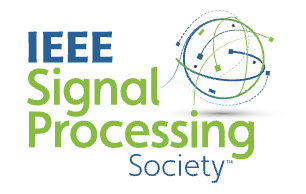 IEEE
Signal
Processing
Society™